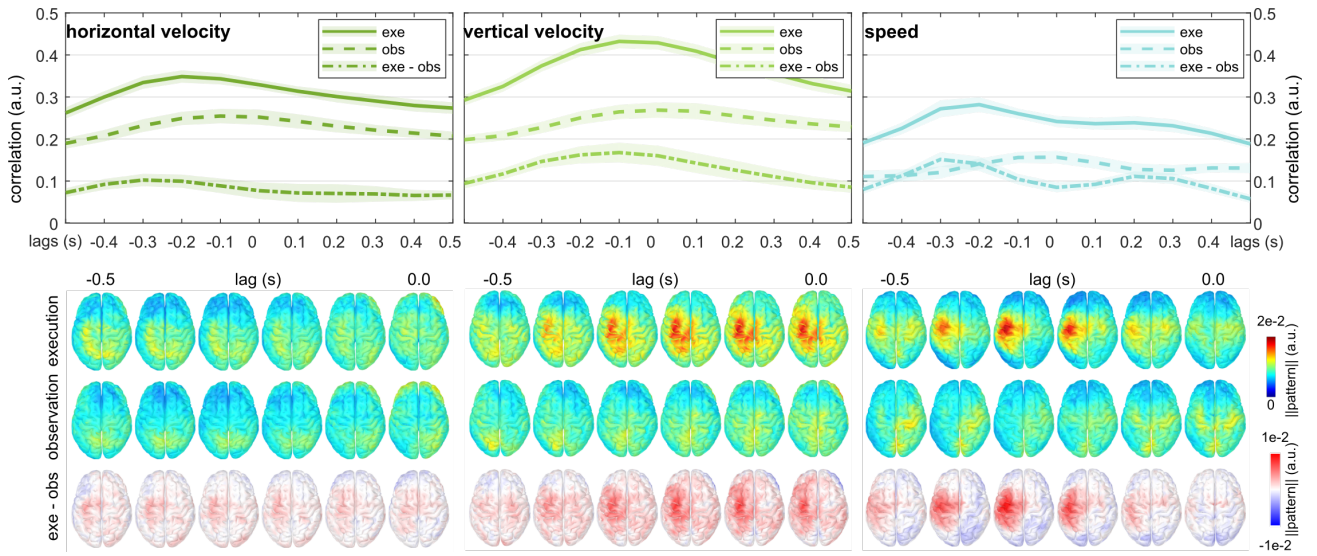 horizontal velocity
exe
obs
exe - obs
vertical velocity
exe
obs
exe - obs
speed
exe
obs
exe - obs
correlation (a.u.)
0.5
0.4
0.3
0.2
0.1
0
0.5
0.4
0.3
0.2
0.1
0
correlation (a.u.)
lags (s) -0.4 -0.3 -0.2 -0.1 0 0.1 0.2 0.3 0.4 0.5
-0.4 -0.3 -0.2 -0.1 0 0.1 0.2 0.3 0.4 0.5
-0.4 -0.3 -0.2 -0.1 0 0.1 0.2 0.3 0.4 lags (s)
-0.5 lag (s) 0.0
-0.5 lag (s) 0.0
-0.5 lag (s) 0.0
execution
observation
exe - obs
2e-2
0
||pattern|| (a.u.)
1e-2
-1e-2
||pattern|| (a.u.)